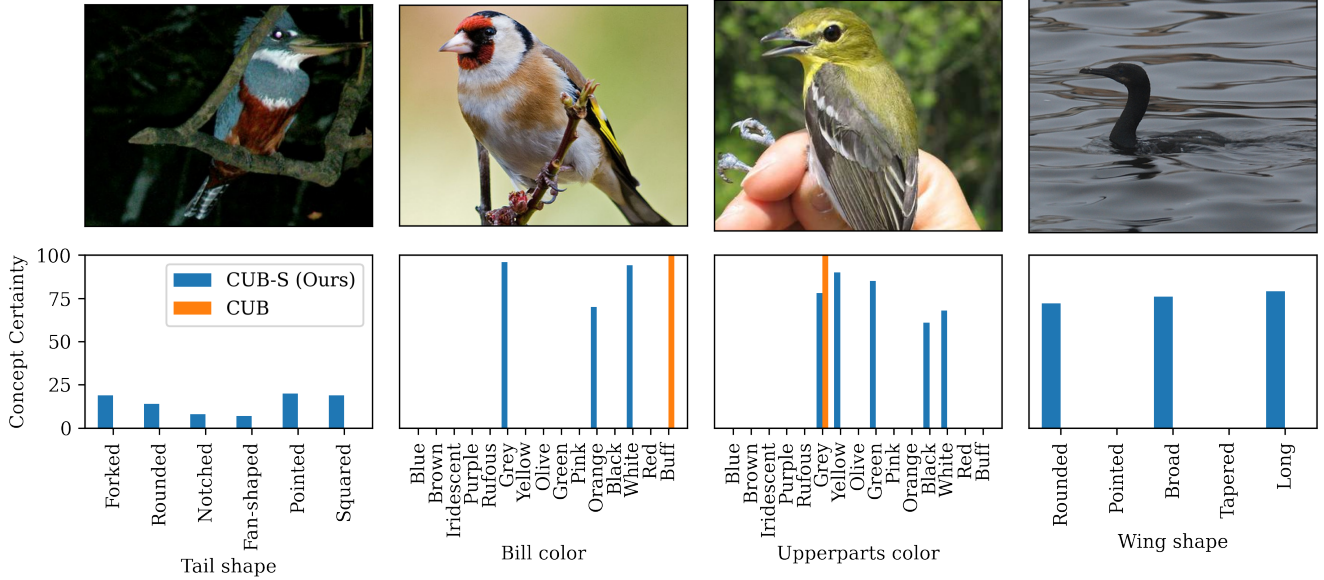 Concept Certainty
100
75
50
25
0
CUB-S (Ours)
CUB
Forked
Rounded
Notched
Fan-shaped
Pointed
Squared
Tail shape
Blue
Brown
Iridescent
Purple
Rufous
Grey
Yellow
Olive
Green
Pink
Orange
Black
White
Red
Buff
Bill color
Blue
Brown
Iridescent
Purple
Rufous
Grey
Yellow
Olive
Green
Pink
Orange
Black
White
Red
Buff
Upperparts color
Rounded
Pointed
Broad
Tapered
Long
Wing shape